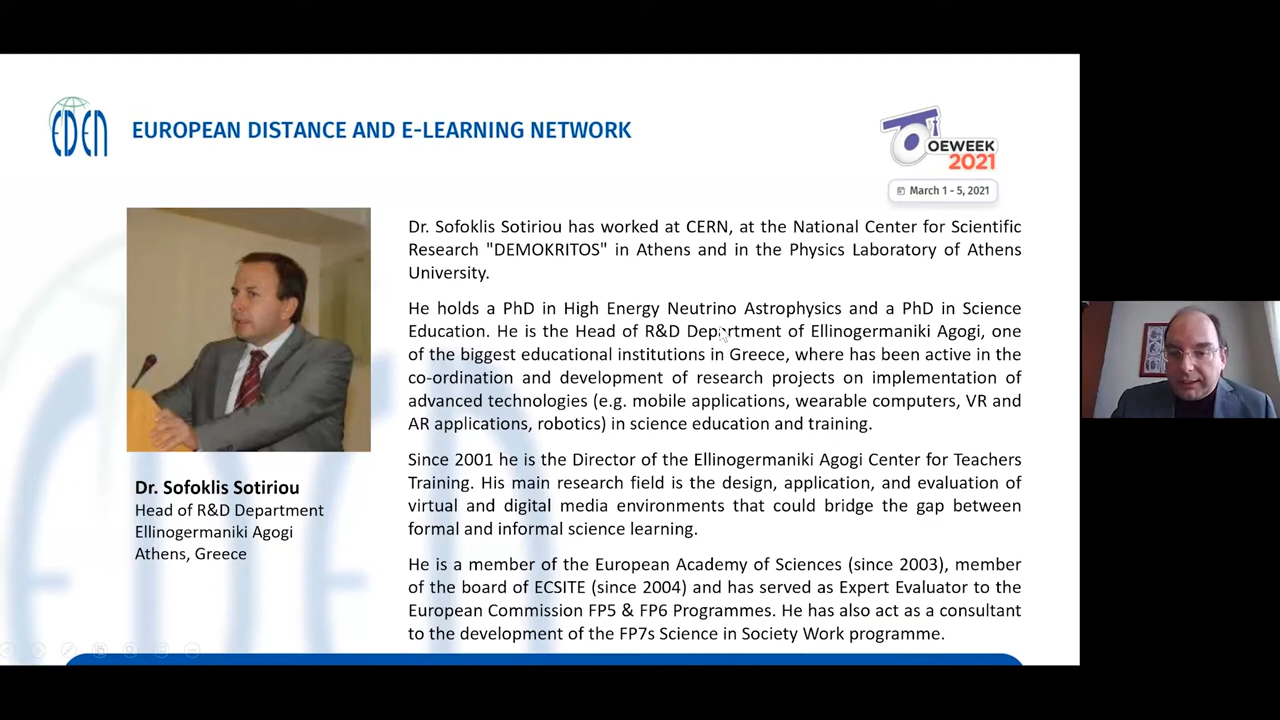 EDEN
EUROPEAN DISTANCE AND E-LEARNING NETWORK
OEWEEK
2021
March 1 - 5, 2021
Dr. Sofoklis Sotiriou has worked at CERN, at the National Center for Scientific
Research "DEMOKRITOS" in Athens and in the Physics Laboratory of Athens
University.
He holds a PhD in High Energy Neutrino Astrophysics and a PhD in Science
Education. He is the Head of R&D Department of Ellinogermaniki Agogi, one
of the biggest educational institutions in Greece, where has been active in the
co-ordination and development of research projects on implementation of
advanced technologies (e.g. mobile applications, wearable computers, VR and
AR applications, robotics) in science education and training.
Since 2001 he is the Director of the Ellinogermaniki Agogi Center for Teachers
Training. His main research field is the design, application, and evaluation of
virtual and digital media environments that could bridge the gap between
formal and informal science learning.
He is a member of the European Academy of Sciences (since 2003), member
of the board of ECSITE (since 2004) and has served as Expert Evaluator to the
European Commission FP5 & FP6 Programmes. He has also act as a consultant
to the development of the FP7s Science in Society Work programme.
Dr. Sofoklis Sotiriou
Head of R&D Department
Ellinogermaniki Agogi
Athens, Greece